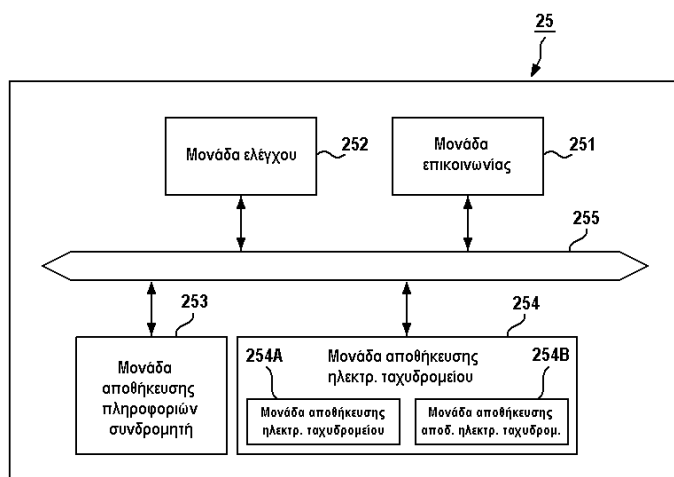 25
Μονάδα ελέγχου
252
Μονάδα
επικοινωνίας
251
255
253
254
Μονάδα
αποθήκευσης
πληροφοριών
συνδρομητή
254A
Μονάδα αποθήκευσης
ηλεκτρ. ταχυδρομείου
254B
Μονάδα αποθήκευσης
ηλεκτρ. ταχυδρομείου
Μονάδα αποθήκευσης
αποδ. ηλεκτρ. ταχυδρομ.